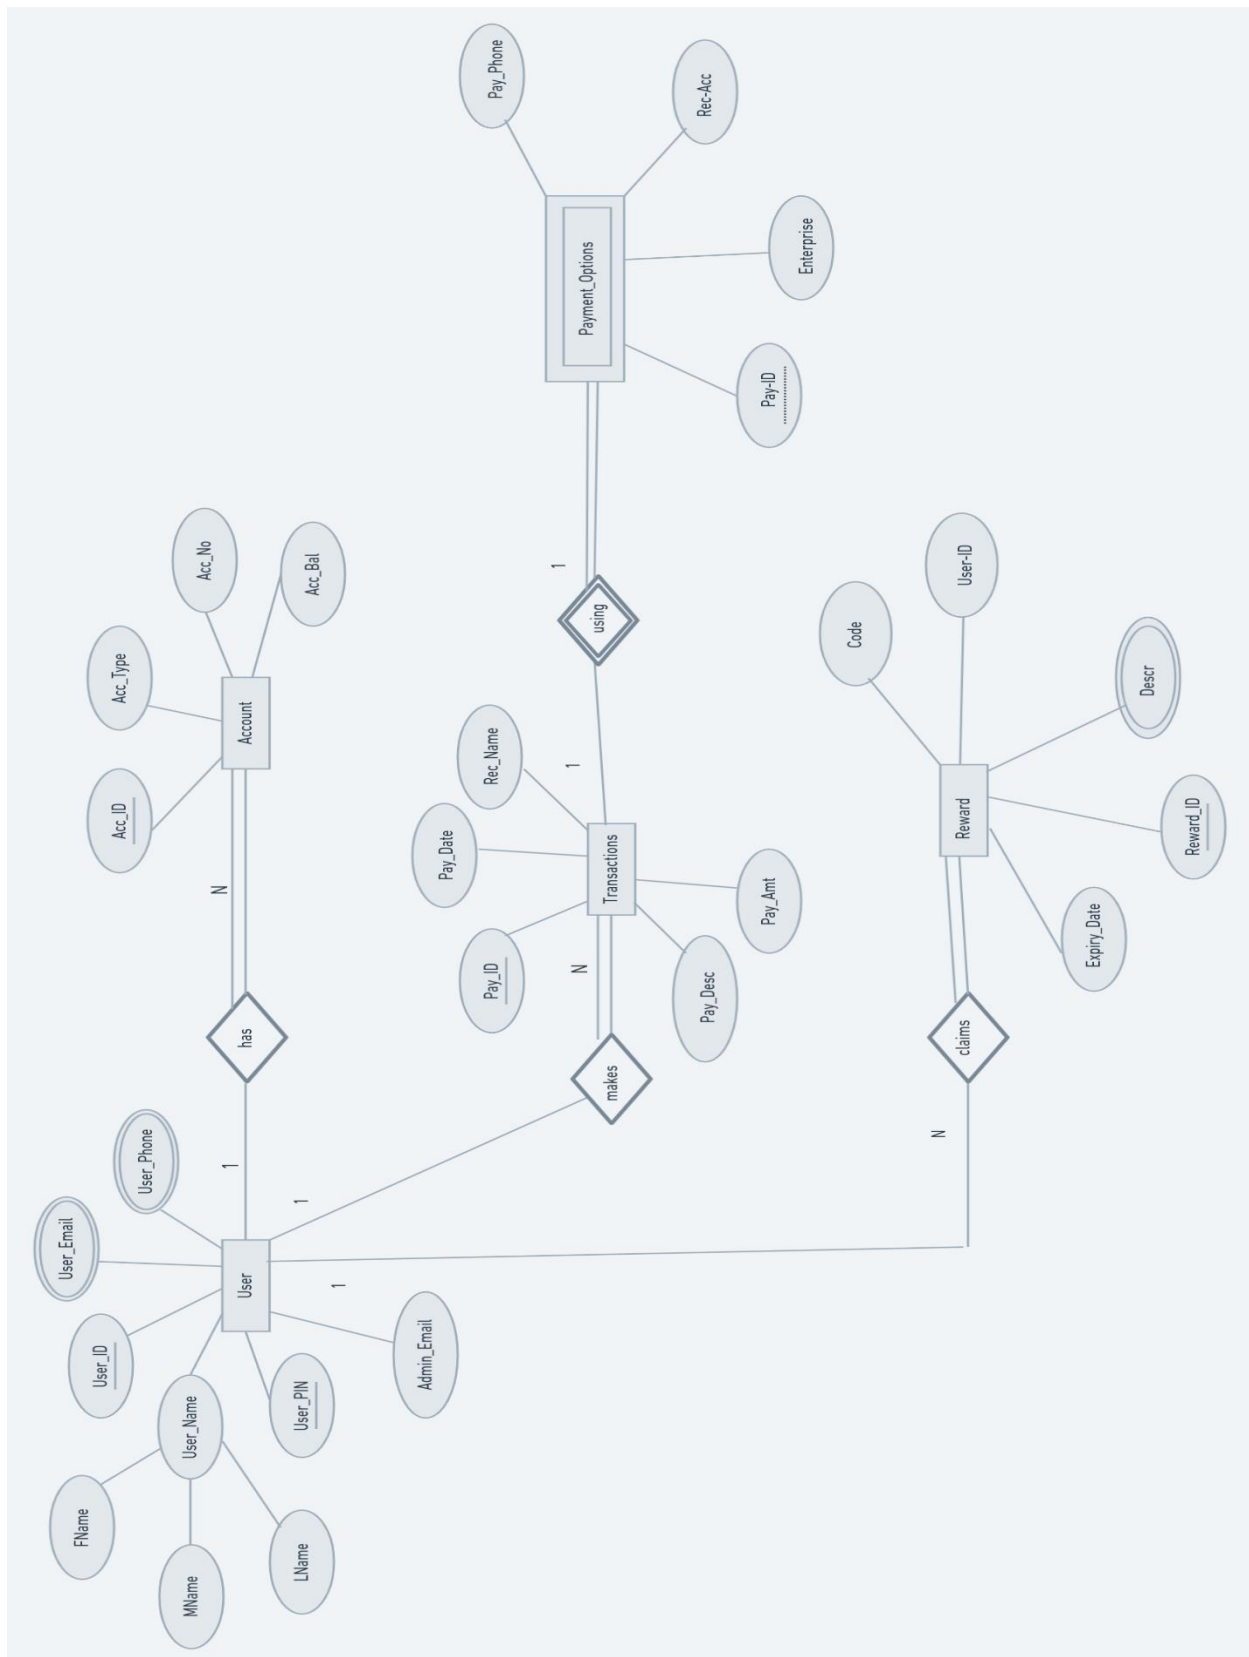 FName
MName
LName
User_Name
User_ID
User_Email
User_Phone
User_PIN
Admin_Email
User
1
1
1
has
N
Acc_ID
Acc_Type
Acc_No
Acc_Bal
Account
makes
N
Pay_ID
Pay_Date
Rec_Name
Pay_Desc
Pay_Amt
Transactions
1
using
1
Payment_Options
Pay_Phone
Rec-Acc
Enterprise
Pay-ID
N
claims
Reward
Code
User-ID
Descr
Reward_ID
Expiry_Date